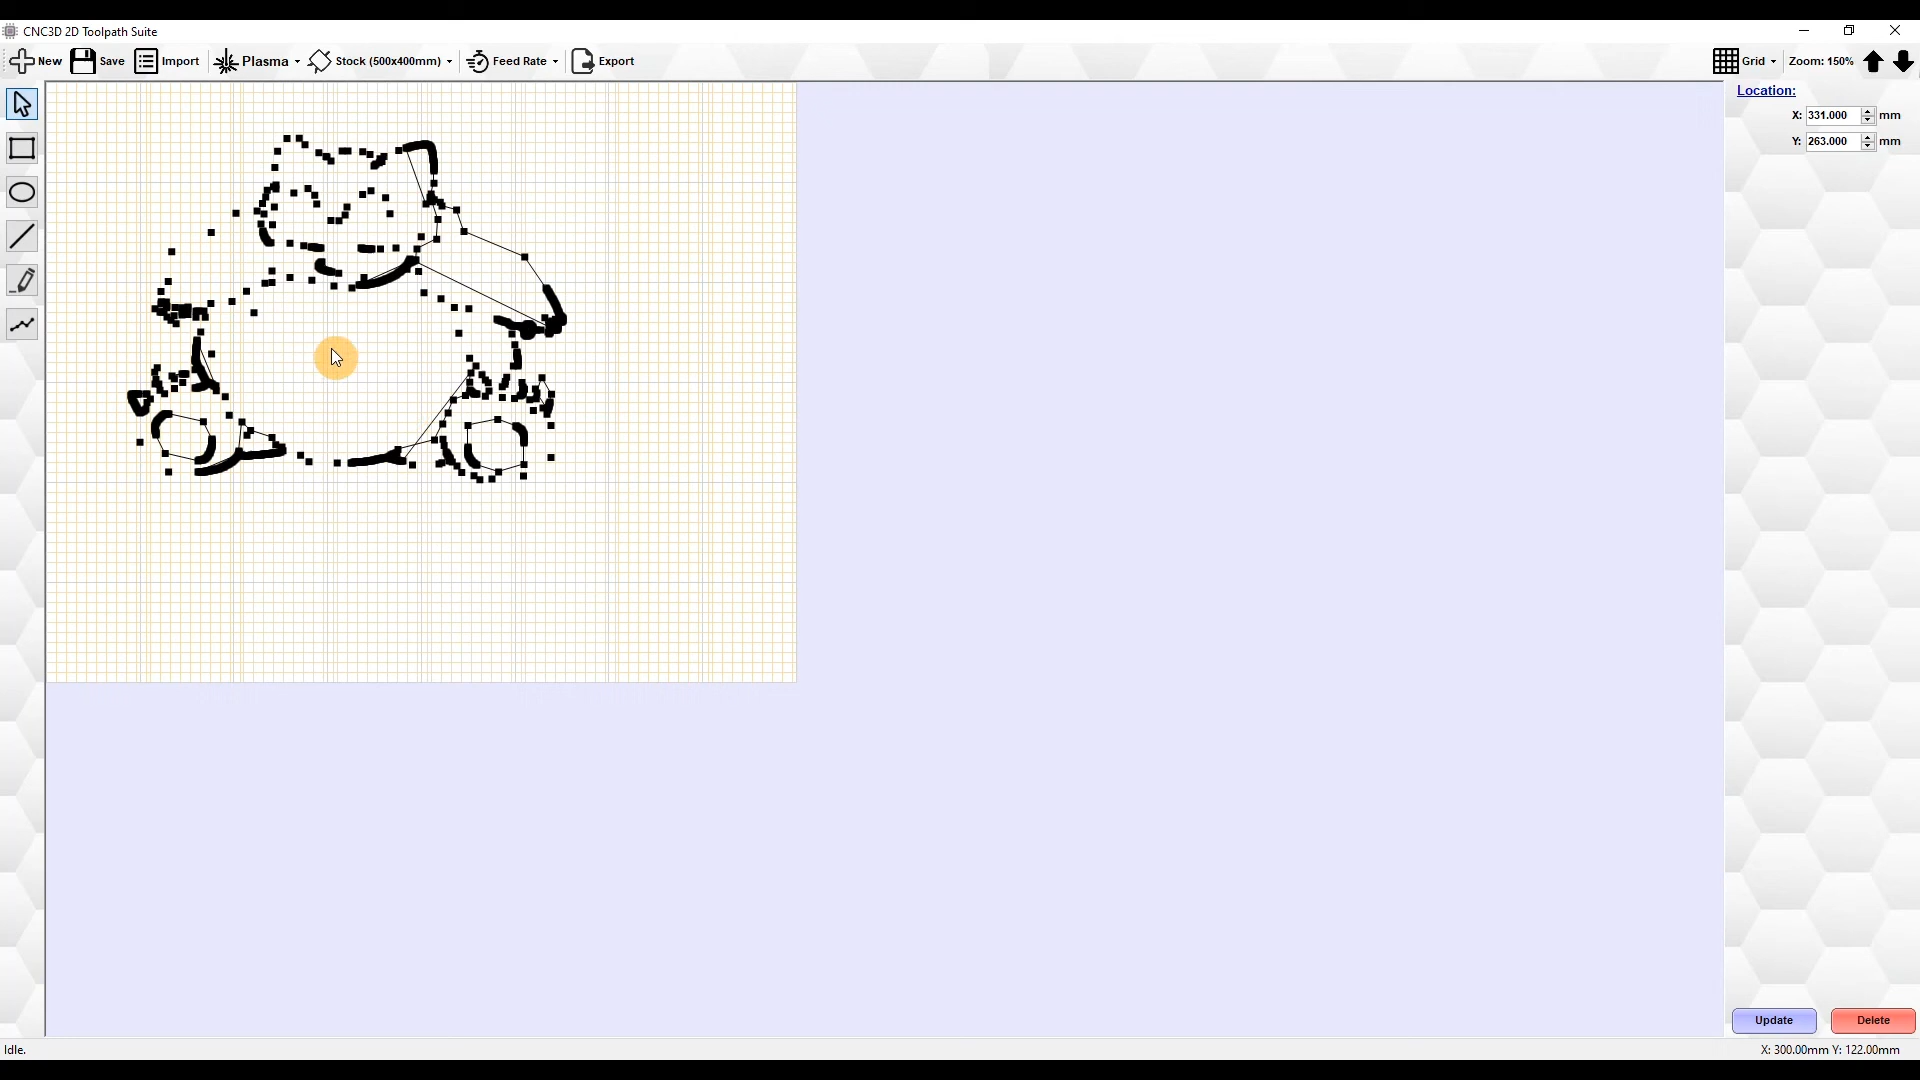 CNC3D 2D Toolpath Suite
New Save Import Plasma Stock (500x400mm) Feed Rate Export Grid Zoom: 150%
Location:
X: 331.000 mm
Y: 263.000 mm
Update Delete
Idle. X: 300.00mm Y: 122.00mm